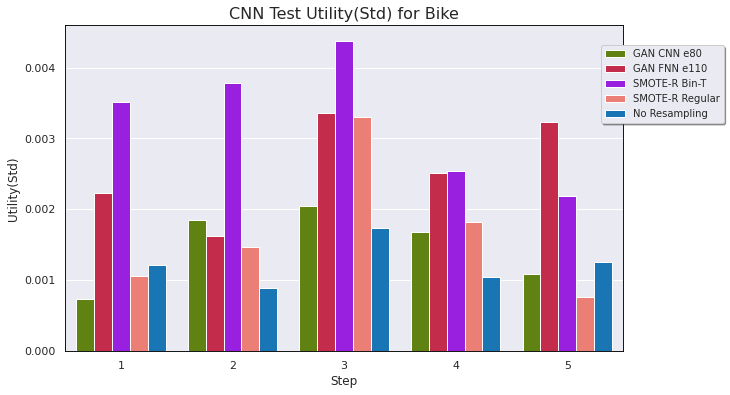 CNN Test Utility(Std) for Bike
GAN CNN e80
GAN FNN e110
SMOTE-R Bin-T
SMOTE-R Regular
No Resampling
Utility(Std)
0.004
0.003
0.002
0.001
0.000
1 2 3 4 5
Step